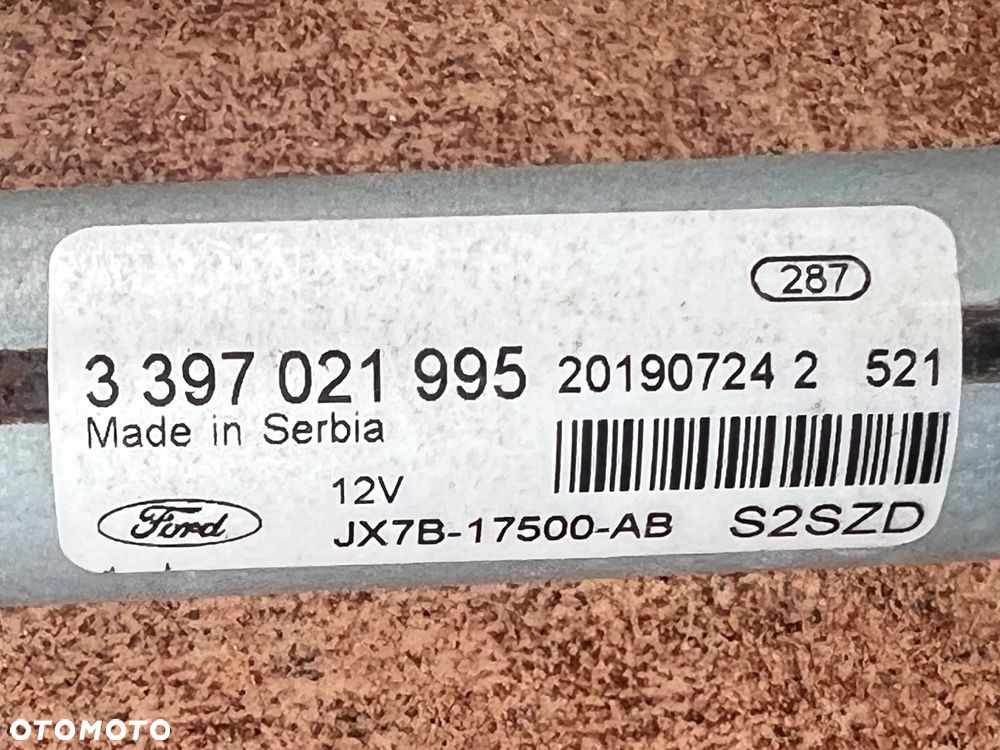 287
3 397 021 995 20190724 2 521
Made in Serbia
12V
Ford JX7B-17500-AB S2SZD
OTOMOTO